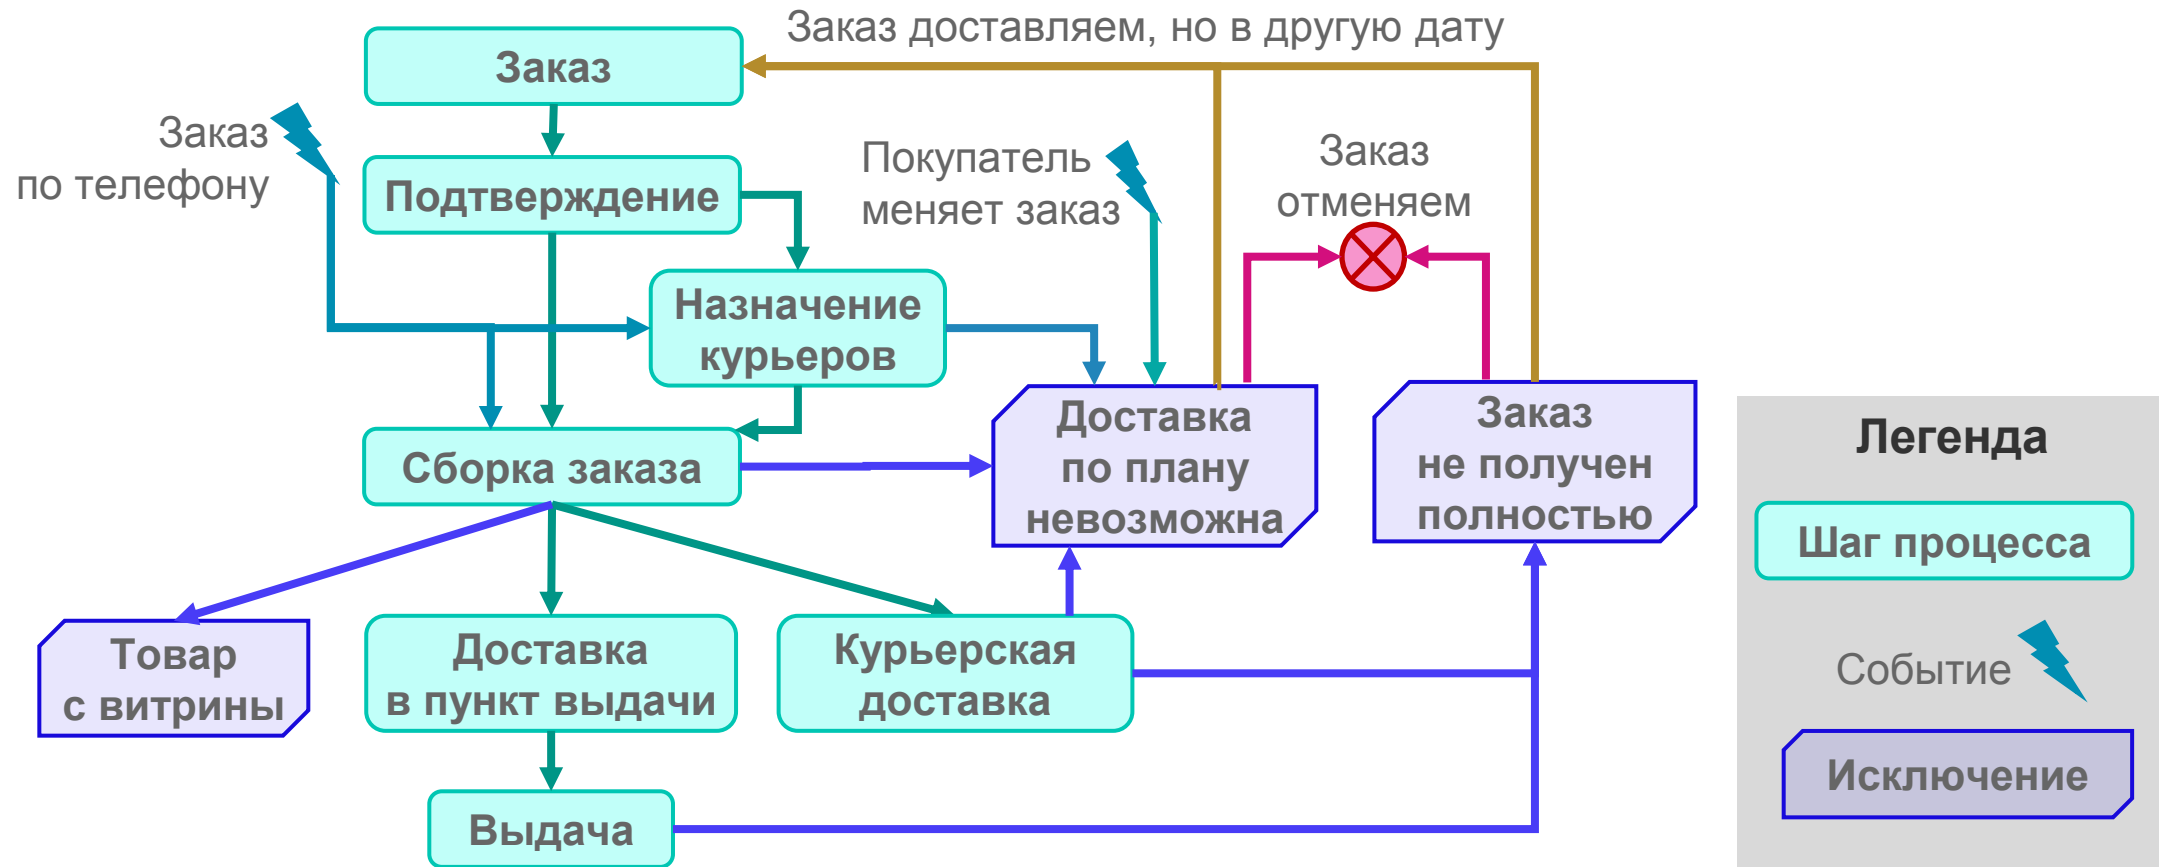 Заказ доставляем, но в другую дату
Заказ
Заказ
по телефону
Подтверждение
Покупатель
меняет заказ
Заказ
отменяем
Назначение
курьеров
Сборка заказа
Доставка
по плану
невозможна
Заказ
не получен
полностью
Товар
с витрины
Доставка
в пункт выдачи
Курьерская
доставка
Выдача
Легенда
Шаг процесса
Событие
Исключение